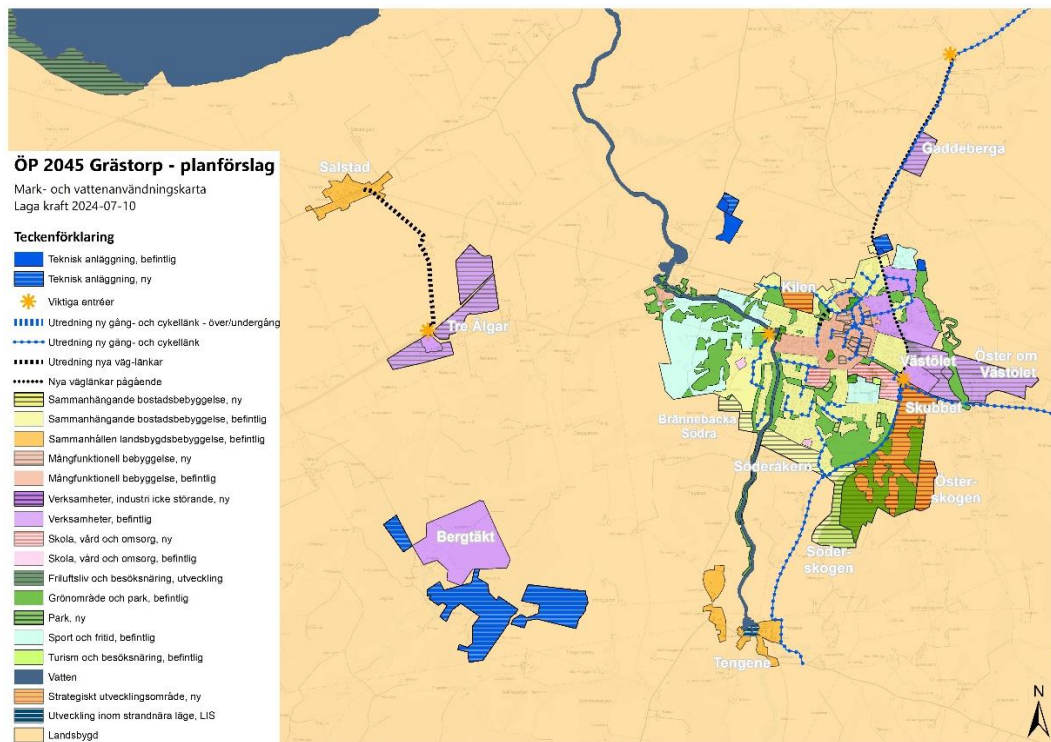 ÖP 2045 Grästorp - planförslag
Mark- och vattenanvändningskarta
Laga kraft 2024-07-10
Teckenförklaring
Teknisk anläggning, befintlig
Teknisk anläggning, ny
Viktiga entréer
Utredning ny gång- och cykellänk - över/undergång
Utredning ny gång- och cykellänk
Utredning nya väg-länkar
Nya väglänkar pågående
Sammanhängande bostadsbebyggelse, ny
Sammanhängande bostadsbebyggelse, befintlig
Sammanhållen landsbygdsbebyggelse, befintlig
Mångfunktionell bebyggelse, ny
Mångfunktionell bebyggelse, befintlig
Verksamheter, industri icke störande, ny
Verksamheter, befintlig
Skola, vård och omsorg, ny
Skola, vård och omsorg, befintlig
Friluftsliv och besöksnäring, utveckling
Grönområde och park, befintlig
Park, ny
Sport och fritid, befintlig
Turism och besöksnäring, befintlig
Vatten
Strategiskt utvecklingsområde, ny
Utveckling inom strandnära läge, LIS
Landsbygd
Salstad
Tre Älgar
Bergtäkt
Gaddeberga
Kilen
Västölet
Öster om
Västölet
Skubbet
Brännebacka
Södra
Söderåkern
Öster-
skogen
Söder-
skogen
Tengene
N